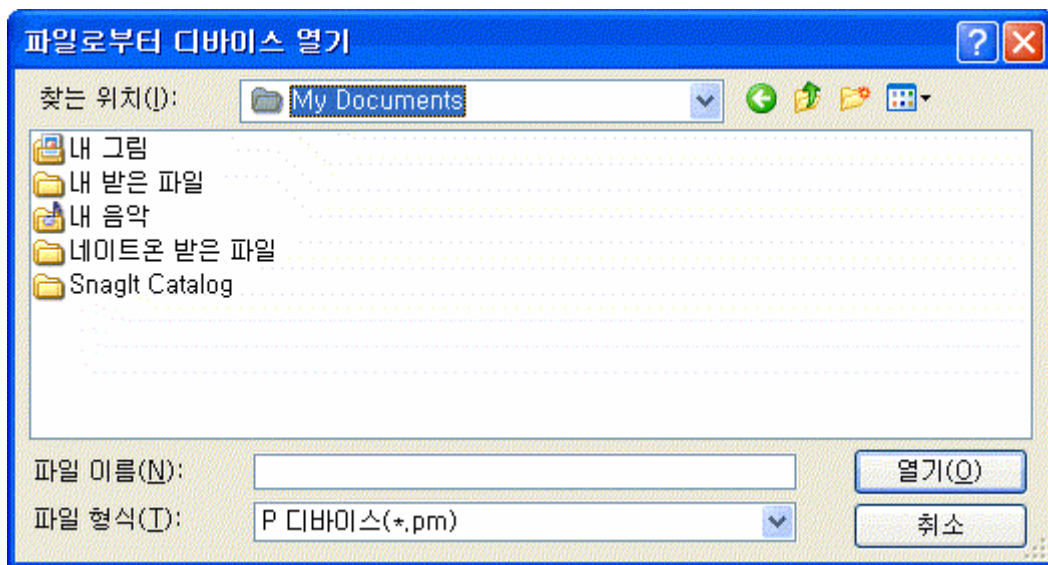 파일로부터 디바이스 열기
찾는 위치(I):
My Documents
내 그림
내 받은 파일
내 음악
네이트온 받은 파일
SnagIt Catalog
파일 이름(N):
열기(O)
파일 형식(T):
P 디바이스(*.pm)
취소